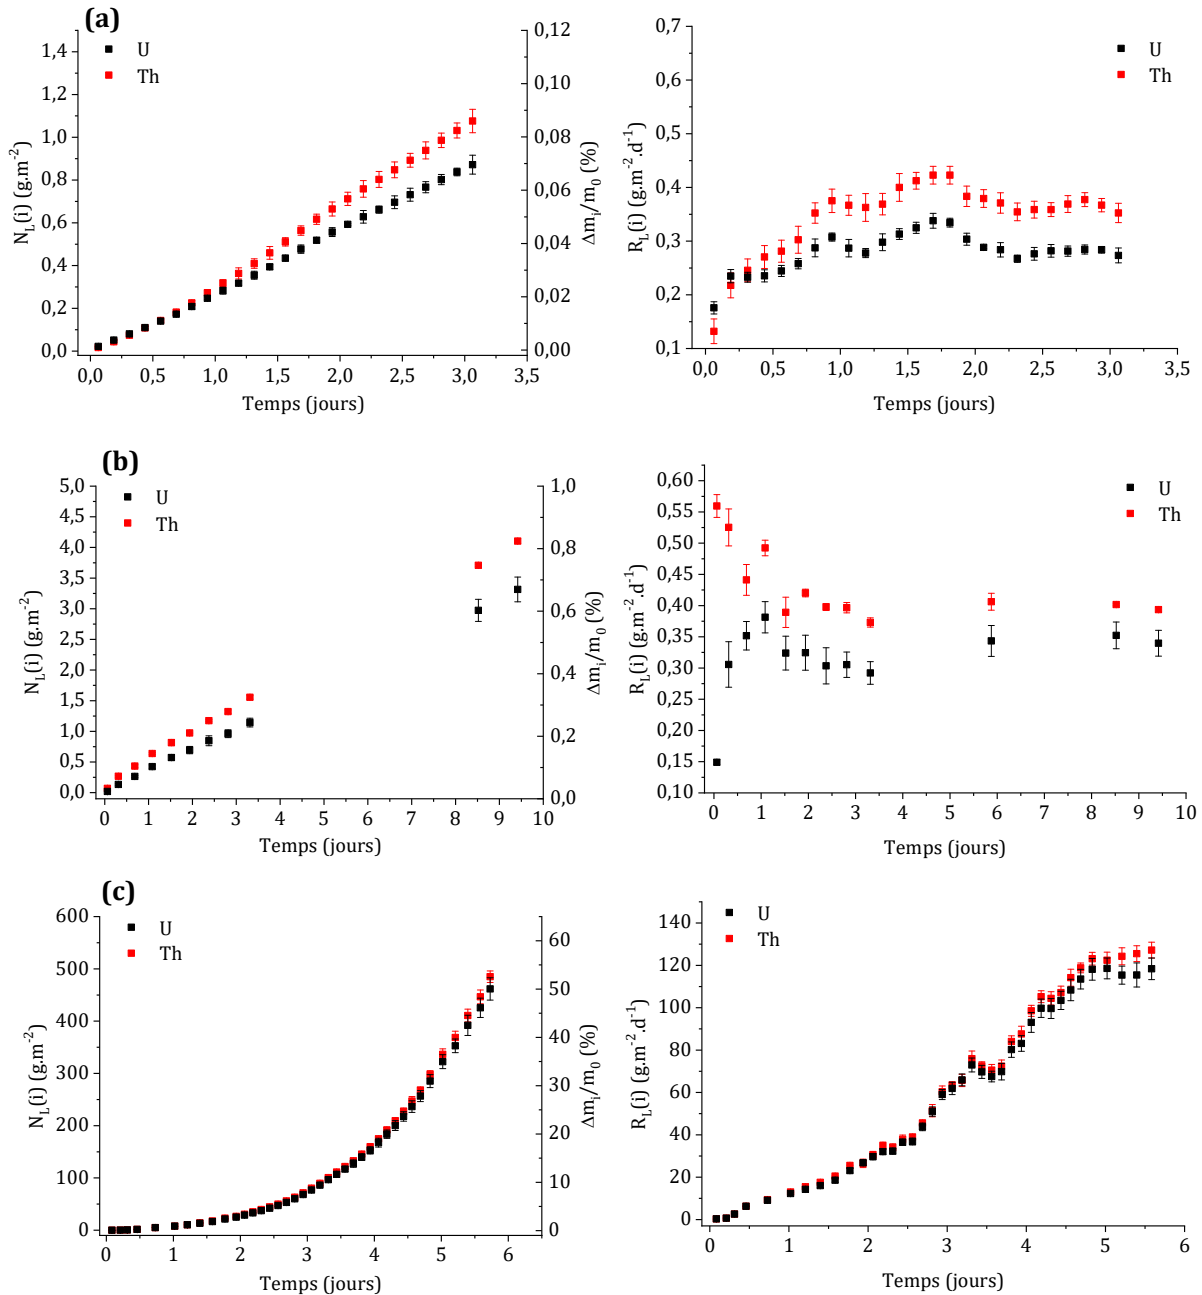 (a)
1,4
1,2
1,0
0,8
0,6
0,4
0,2
0,0
N_L(i) (g.m⁻²)
U
Th
0,12
0,10
0,08
0,06
0,04
0,02
0,00
Δm_i/m_0 (%)
0,0 0,5 1,0 1,5 2,0 2,5 3,0 3,5
Temps (jours)
0,7
0,6
0,5
0,4
0,3
0,2
0,1
R_L(i) (g.m⁻².d⁻¹)
U
Th
0,0 0,5 1,0 1,5 2,0 2,5 3,0 3,5
Temps (jours)
(b)
5,0
4,5
4,0
3,5
3,0
2,5
2,0
1,5
1,0
0,5
0,0
N_L(i) (g.m⁻²)
U
Th
1,0
0,8
0,6
0,4
0,2
0,0
Δm_i/m_0 (%)
0 1 2 3 4 5 6 7 8 9 10
Temps (jours)
0,60
0,55
0,50
0,45
0,40
0,35
0,30
0,25
0,20
0,15
0,10
R_L(i) (g.m⁻².d⁻¹)
U
Th
0 1 2 3 4 5 6 7 8 9 10
Temps (jours)
(c)
600
500
400
300
200
100
0
N_L(i) (g.m⁻²)
U
Th
60
50
40
30
20
10
0
Δm_i/m_0 (%)
0 1 2 3 4 5 6
Temps (jours)
140
120
100
80
60
40
20
0
R_L(i) (g.m⁻².d⁻¹)
U
Th
0 1 2 3 4 5 6
Temps (jours)